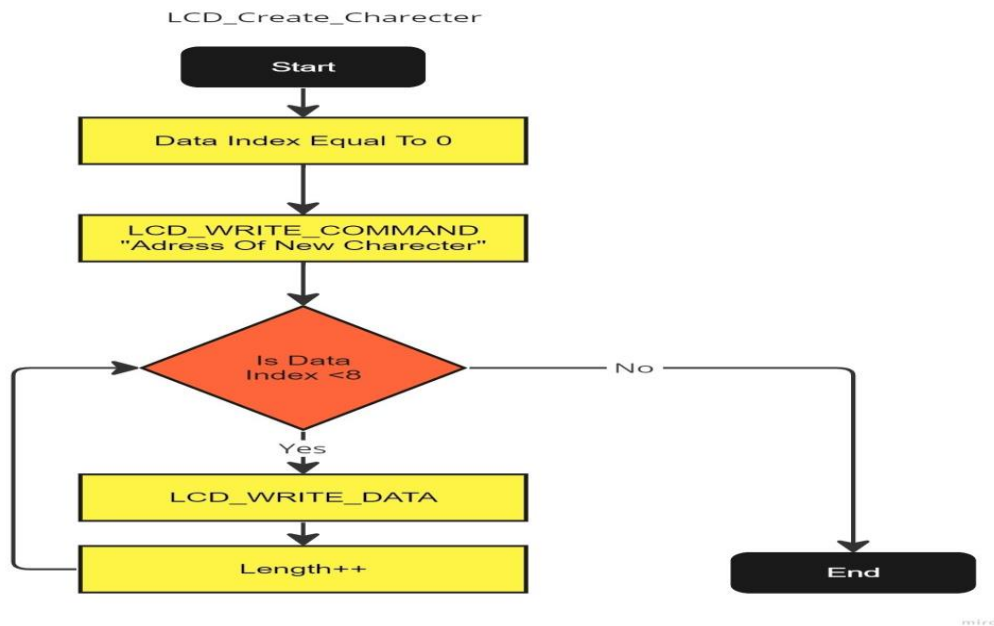 LCD_Create_Charecter
Start
Data Index Equal To 0
LCD_WRITE_COMMAND
"Adress Of New Charecter"
Is Data
Index <8
No
Yes
LCD_WRITE_DATA
Length++
End
miro